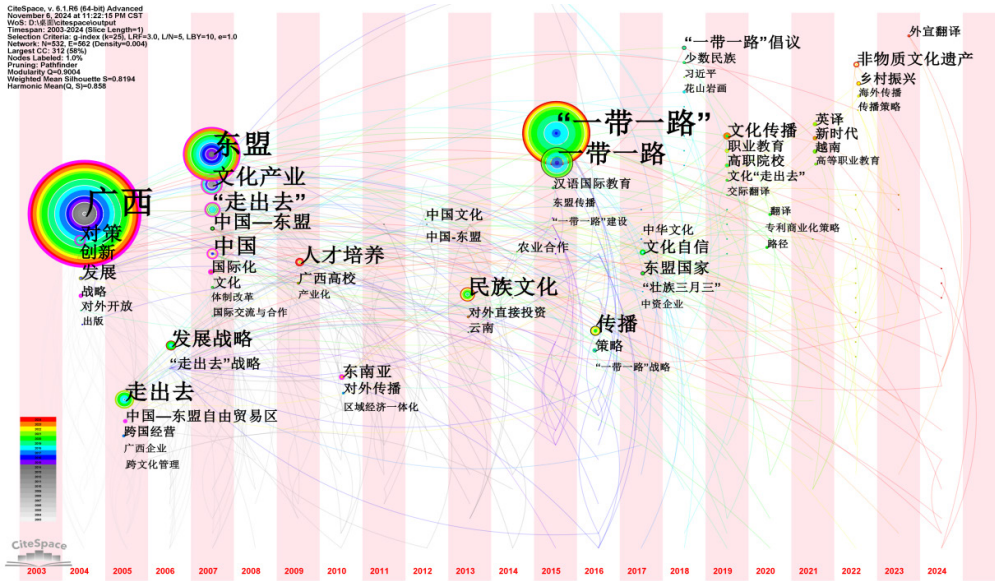 CiteSpace, v. 6.1.R6 (64-bit) Advanced
November 6, 2024 at 11:22:15 PM CST
WoS: D:\桌面\citespace\output
Timespan: 2003-2024 (Slice Length=1)
Selection Criteria: g-index (k=25), LRF=3.0, L/N=5, LBY=10, e=1.0
Network: N=532, E=562 (Density=0.004)
Largest CC: 312 (58%)
Nodes Labeled: 1.0%
Pruning: Pathfinder
Modularity Q=0.9004
Weighted Mean Silhouette S=0.8194
Harmonic Mean(Q, S)=0.858
广西
对策
创新
发展
战略
对外开放
出版
走出去
中国—东盟自由贸易区
跨国经营
广西企业
跨文化管理
发展战略
“走出去”战略
东盟
文化产业
“走出去”
中国—东盟
中国
国际化
文化
体制改革
国际交流与合作
人才培养
广西高校
产业化
东南亚
对外传播
区域经济一体化
中国文化
中国-东盟
民族文化
对外直接投资
云南
农业合作
“一带一路”
一带一路
汉语国际教育
东盟传播
“一带一路”建设
传播
策略
“一带一路”战略
中华文化
文化自信
东盟国家
“壮族三月三”
中资企业
“一带一路”倡议
少数民族
习近平
花山岩画
文化传播
职业教育
高职院校
文化“走出去”
交际翻译
翻译
专利商业化策略
路径
英译
新时代
越南
高等职业教育
非物质文化遗产
乡村振兴
海外传播
传播策略
外宣翻译
CiteSpace
2003 2004 2005 2006 2007 2008 2009 2010 2011 2012 2013 2014 2015 2016 2017 2018 2019 2020 2021 2022 2023 2024